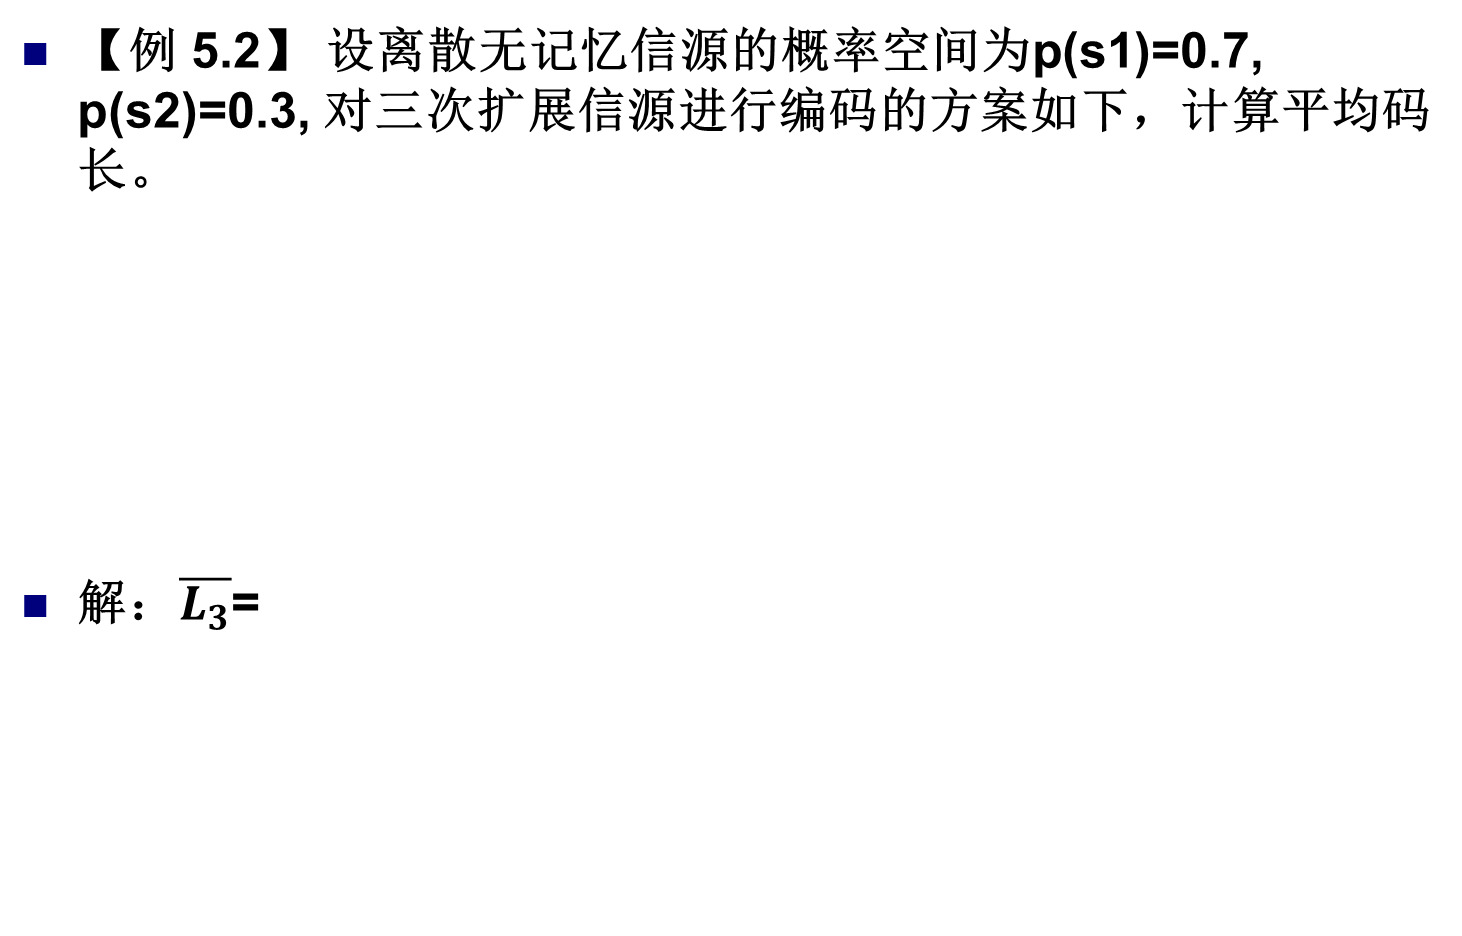 【例 5.2】 设离散无记忆信源的概率空间为p(s1)=0.7,
p(s2)=0.3, 对三次扩展信源进行编码的方案如下，计算平均码
长。
解：$\overline{L_3}$=